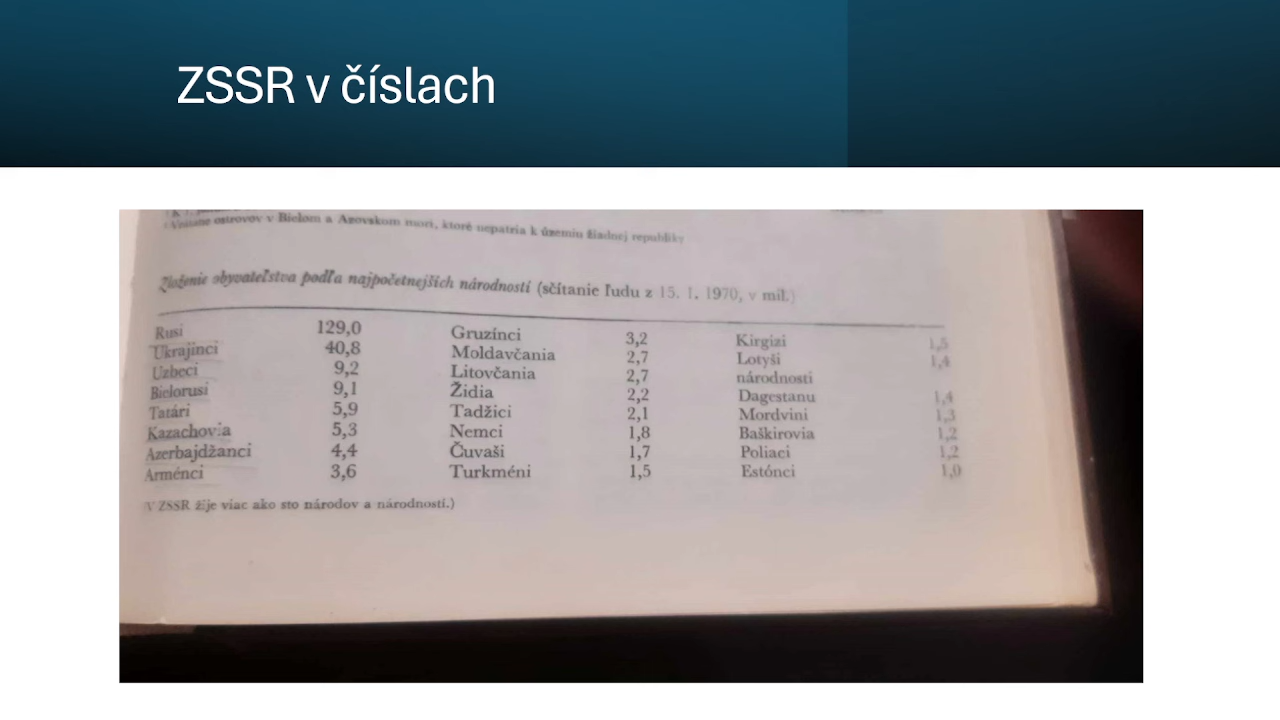 ZSSR v číslach
ostrovov v Bielom a Azovskom mori, ktoré nepatria k územiu žiadnej republiky
Zloženie obyvateľstva podľa najpočetnejších národností (sčítanie ľudu z 15. 1. 1970, v mil.)
Rusi 129,0 Gruzínci 3,2 Kirgizi 1,5
Ukrajinci 40,8 Moldavčania 2,7 Lotyši 1,4
Uzbeci 9,2 Litovčania 2,7 národnosti
Bielorusi 9,1 Židia 2,2 Dagestanu 1,4
Tatári 5,9 Tadžici 2,1 Mordvini 1,3
Kazachovia 5,3 Nemci 1,8 Baškirovia 1,2
Azerbajdžanci 4,4 Čuvaši 1,7 Poliaci 1,2
Arménci 3,6 Turkméni 1,5 Estónci 1,0
(V ZSSR žije viac ako sto národov a národností.)